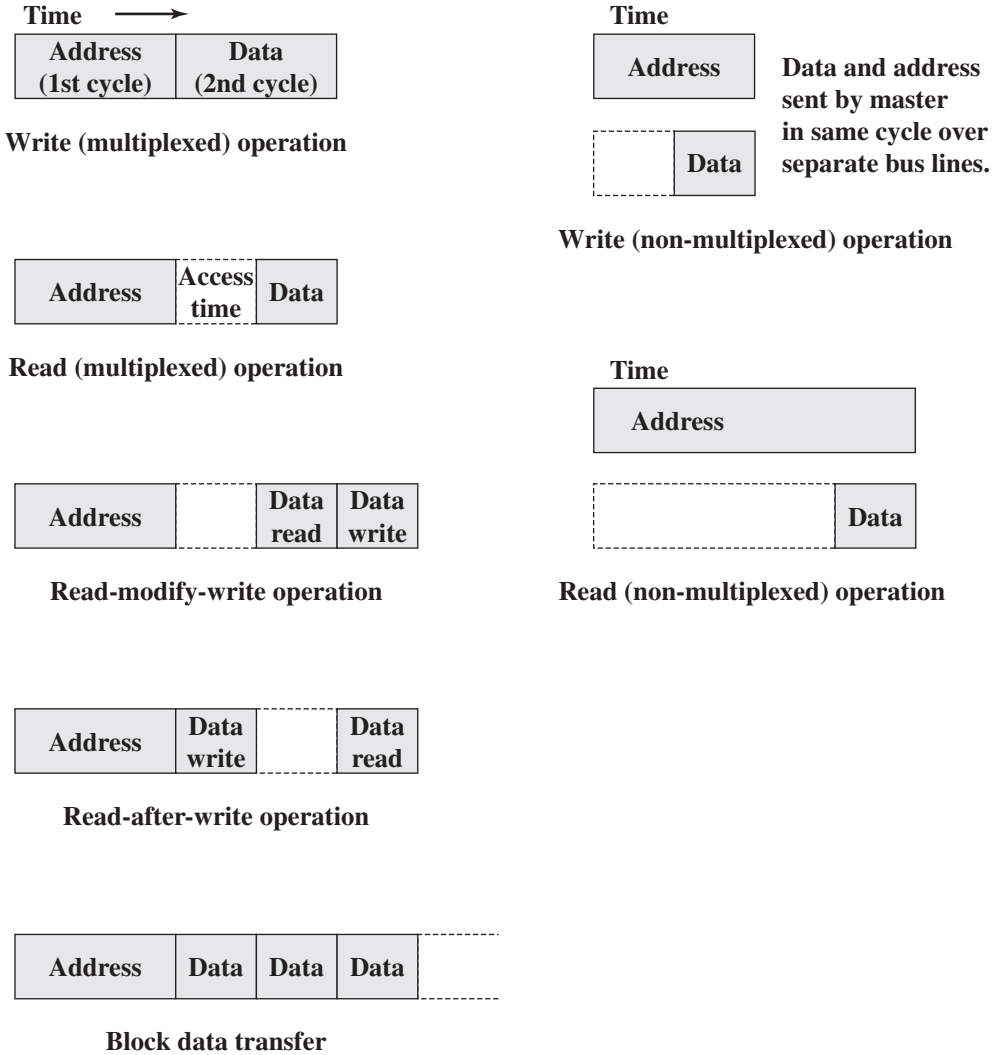 Time
Address
(1st cycle)
Data
(2nd cycle)
Write (multiplexed) operation
Address
Access
time
Data
Read (multiplexed) operation
Address
Data
read
Data
write
Read-modify-write operation
Address
Data
write
Data
read
Read-after-write operation
Address
Data
Data
Data
Block data transfer
Time
Address
Data
Data and address
sent by master
in same cycle over
separate bus lines.
Write (non-multiplexed) operation
Time
Address
Data
Read (non-multiplexed) operation